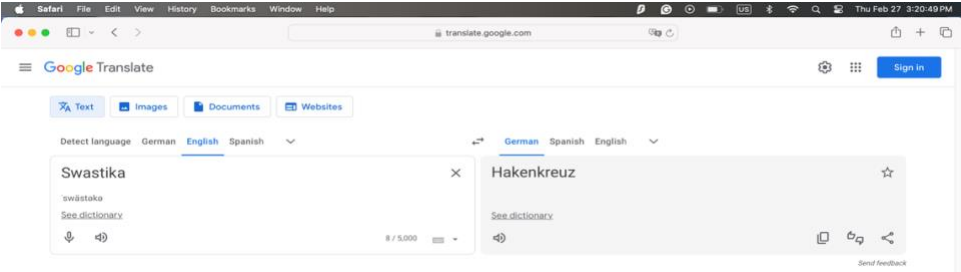 Safari File Edit View History Bookmarks Window Help US Thu Feb 27 3:20:49 PM
translate.google.com
Google Translate Sign in
Text Images Documents Websites
Detect language German English Spanish German Spanish English
Swastika Hakenkreuz
ˈswästəkə
See dictionary See dictionary
8 / 5,000
Send feedback